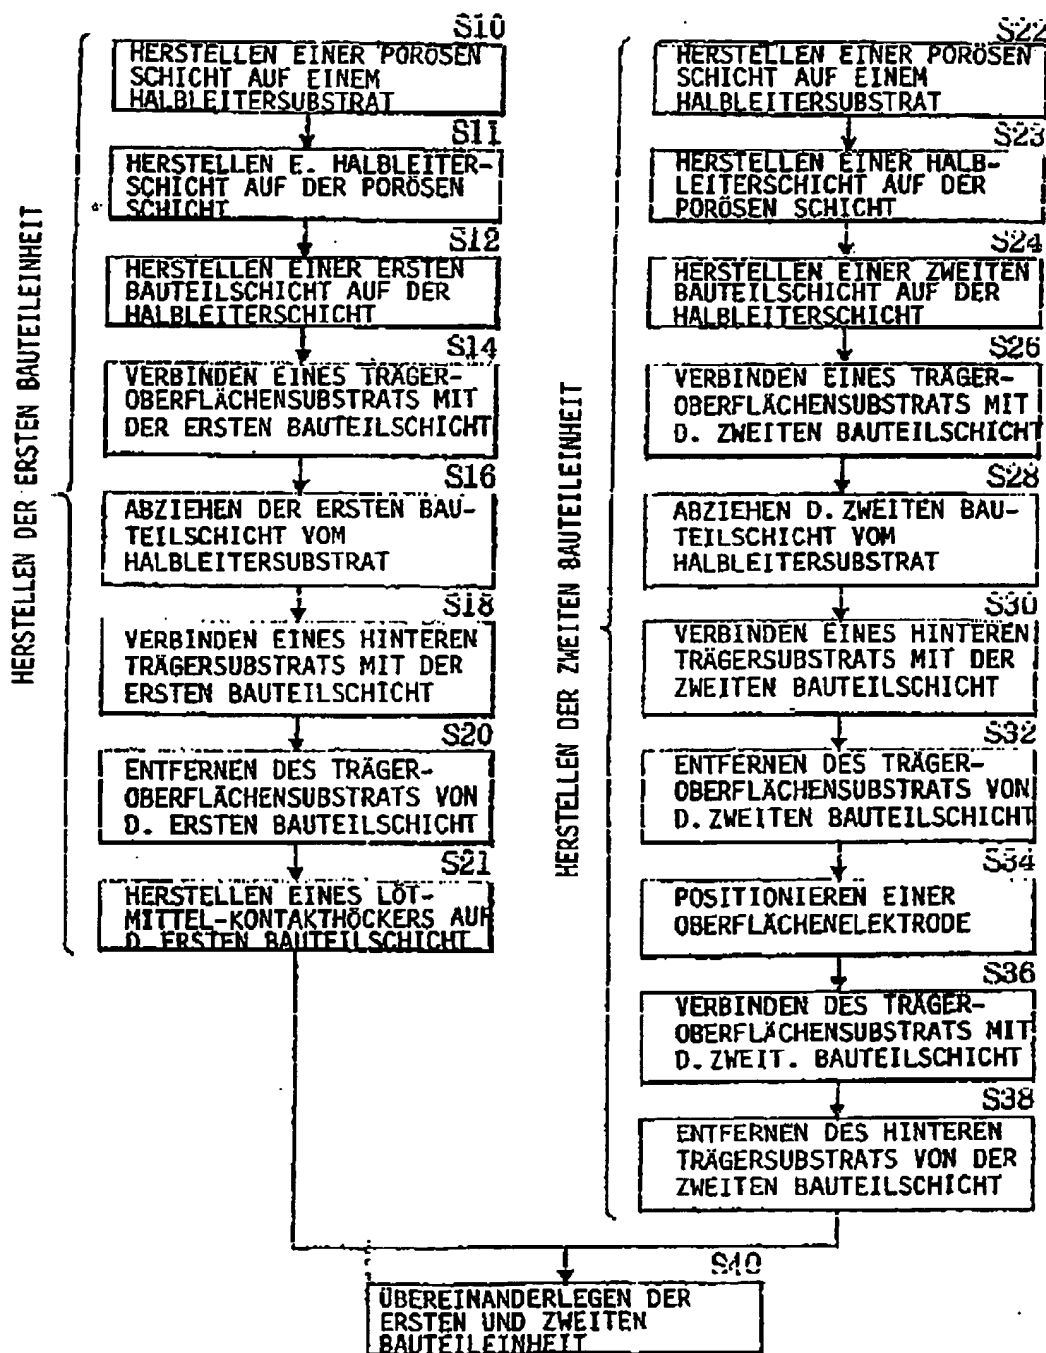 HERSTELLEN DER ERSTEN BAUTEILEINHEIT
S10
HERSTELLEN EINER PORÖSEN
SCHICHT AUF EINEM
HALBLEITERSUBSTRAT
S11
HERSTELLEN E. HALBLEITER-
SCHICHT AUF DER PORÖSEN
SCHICHT
S12
HERSTELLEN EINER ERSTEN
BAUTEILSCHICHT AUF DER
HALBLEITERSCHICHT
S14
VERBINDEN EINES TRÄGER-
OBERFLÄCHENSUBSTRATS MIT
DER ERSTEN BAUTEILSCHICHT
S16
ABZIEHEN DER ERSTEN BAU-
TEILSCHICHT VOM
HALBLEITERSUBSTRAT
S18
VERBINDEN EINES HINTEREN
TRÄGERSUBSTRATS MIT DER
ERSTEN BAUTEILSCHICHT
S20
ENTFERNEN DES TRÄGER-
OBERFLÄCHENSUBSTRATS VON
D. ERSTEN BAUTEILSCHICHT
S21
HERSTELLEN EINES LÖT-
MITTEL-KONTAKTHÖCKERS AUF
D. ERSTEN BAUTEILSCHICHT
HERSTELLEN DER ZWEITEN BAUTEILEINHEIT
S22
HERSTELLEN EINER PORÖSEN
SCHICHT AUF EINEM
HALBLEITERSUBSTRAT
S23
HERSTELLEN EINER HALB-
LEITERSCHICHT AUF DER
PORÖSEN SCHICHT
S24
HERSTELLEN EINER ZWEITEN
BAUTEILSCHICHT AUF DER
HALBLEITERSCHICHT
S26
VERBINDEN EINES TRÄGER-
OBERFLÄCHENSUBSTRATS MIT
D. ZWEITEN BAUTEILSCHICHT
S28
ABZIEHEN D. ZWEITEN BAU-
TEILSCHICHT VOM
HALBLEITERSUBSTRAT
S30
VERBINDEN EINES HINTEREN
TRÄGERSUBSTRATS MIT DER
ZWEITEN BAUTEILSCHICHT
S32
ENTFERNEN DES TRÄGER-
OBERFLÄCHENSUBSTRATS VON
D. ZWEITEN BAUTEILSCHICHT
S34
POSITIONIEREN EINER
OBERFLÄCHENELEKTRODE
S36
VERBINDEN DES TRÄGER-
OBERFLÄCHENSUBSTRATS MIT
D. ZWEIT. BAUTEILSCHICHT
S38
ENTFERNEN DES HINTEREN
TRÄGERSUBSTRATS VON DER
ZWEITEN BAUTEILSCHICHT
S40
ÜBEREINANDERLEGEN DER
ERSTEN UND ZWEITEN
BAUTEILEINHEIT